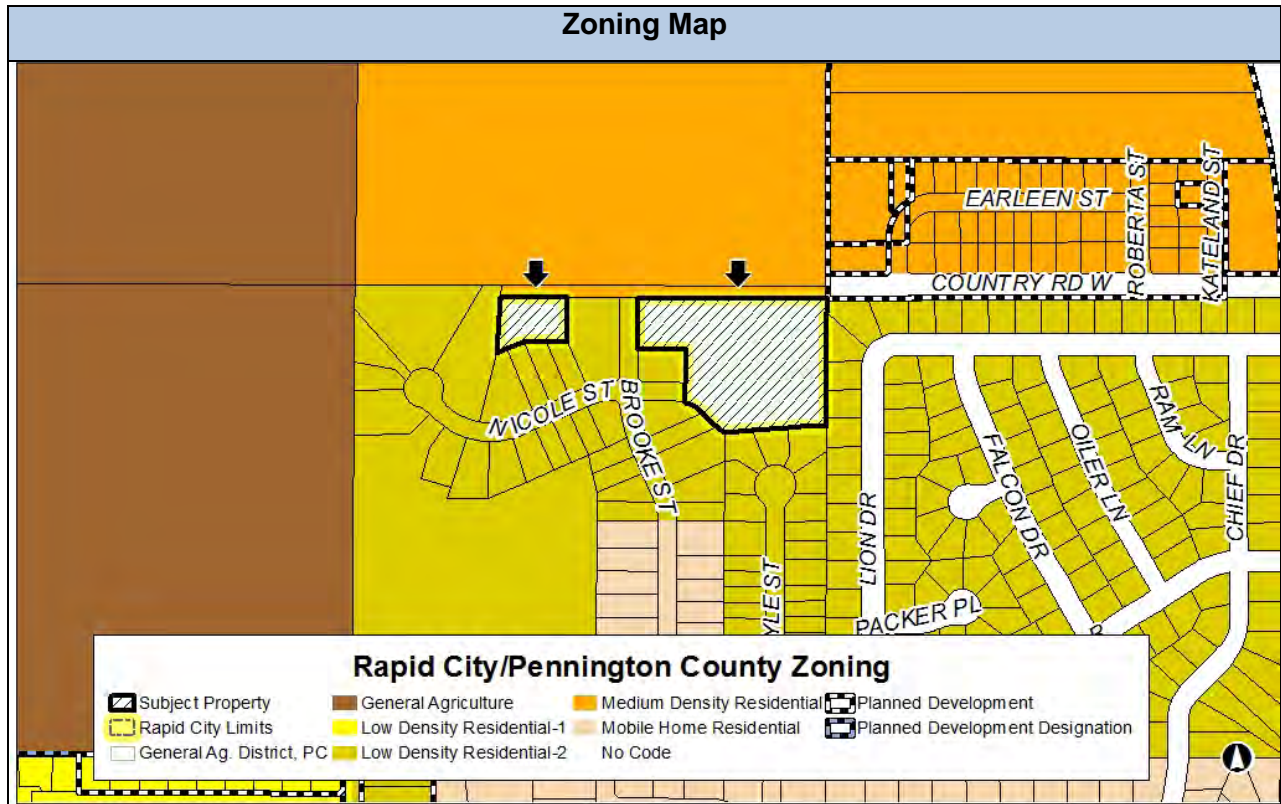 Zoning Map
EARLEEN ST
ROBERTA ST
KATELAND ST
COUNTRY RD W
NICOLE ST
BROOKE ST
LION DR
FALCON DR
OILER LN
RAM LN
CHIEF DR
YLE ST
PACKER PL
Rapid City/Pennington County Zoning
Subject Property General Agriculture Medium Density Residential Planned Development
Rapid City Limits Low Density Residential-1 Mobile Home Residential Planned Development Designation
General Ag. District, PC Low Density Residential-2 No Code